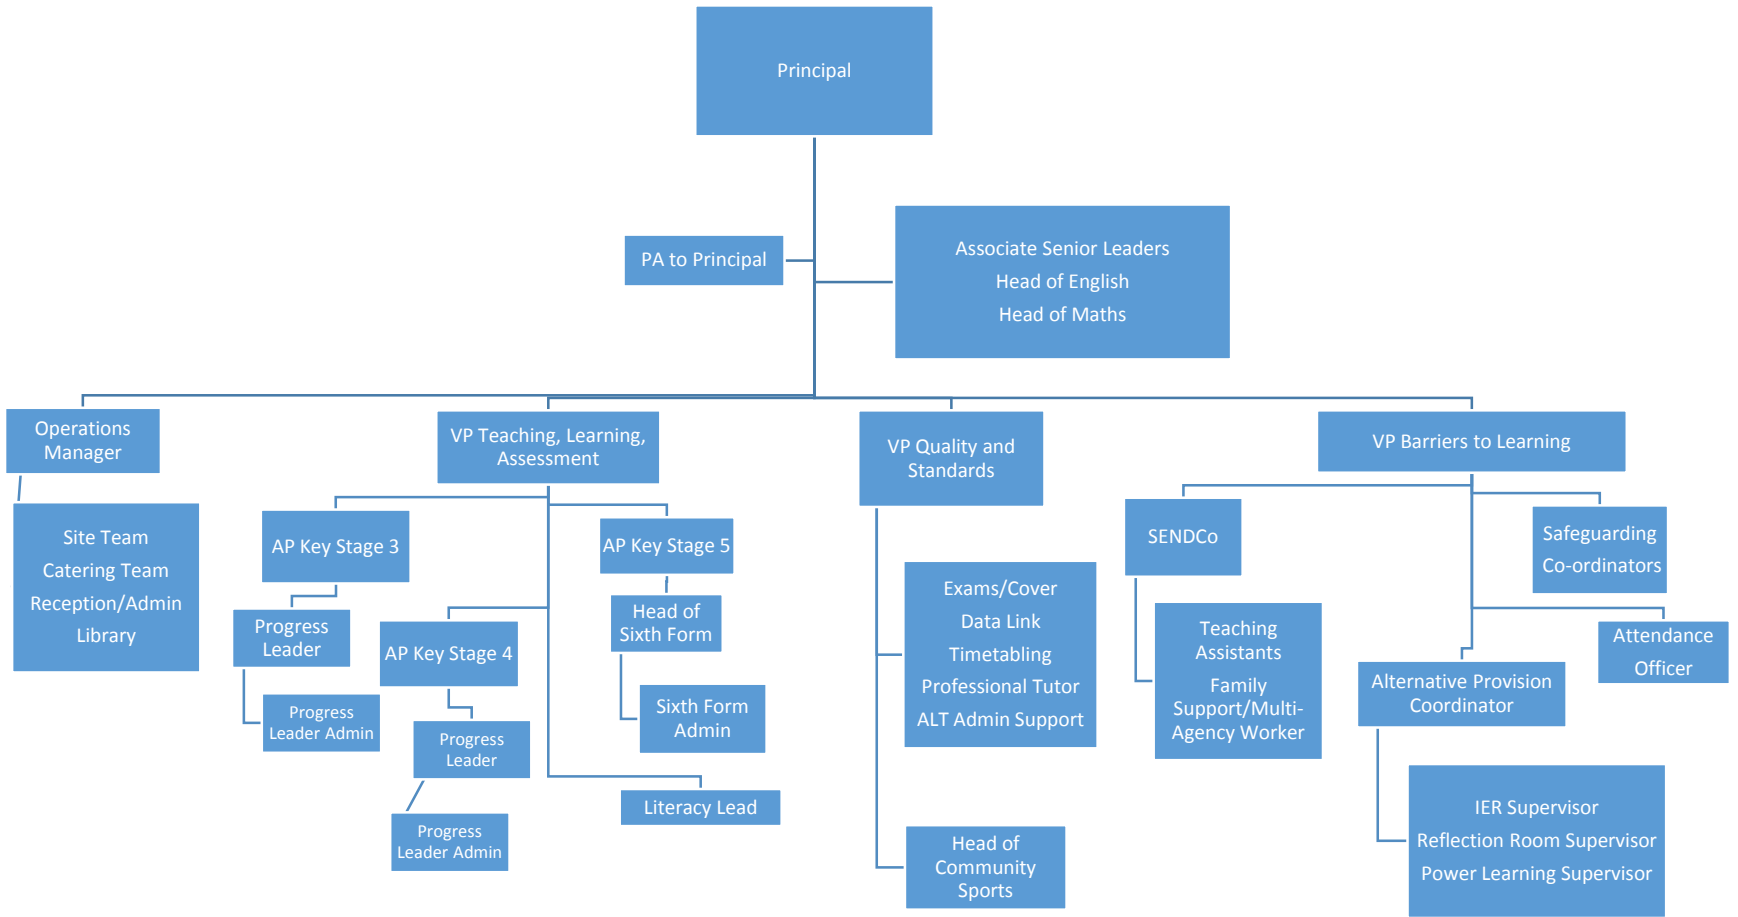 Principal
PA to Principal
Associate Senior Leaders
Head of English
Head of Maths
Operations
Manager
VP Teaching, Learning,
Assessment
VP Quality and
Standards
VP Barriers to Learning
Site Team
Catering Team
Reception/Admin
Library
AP Key Stage 3
Progress
Leader
Progress
Leader Admin
AP Key Stage 4
Progress
Leader
Progress
Leader Admin
AP Key Stage 5
Head of
Sixth Form
Sixth Form
Admin
Literacy Lead
Exams/Cover
Data Link
Timetabling
Professional Tutor
ALT Admin Support
Head of
Community
Sports
SENDCo
Teaching
Assistants
Family
Support/Multi-
Agency Worker
Safeguarding
Co-ordinators
Attendance
Officer
Alternative Provision
Coordinator
IER Supervisor
Reflection Room Supervisor
Power Learning Supervisor